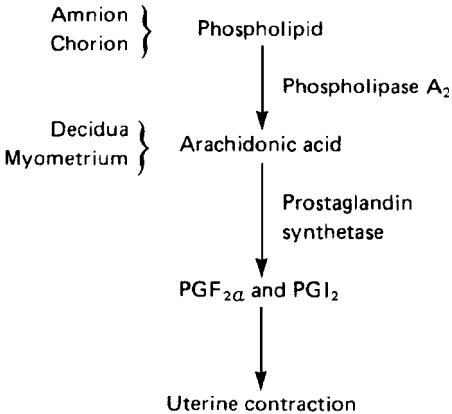 Amnion
Chorion
Phospholipid
Phospholipase A₂
Decidua
Myometrium
Arachidonic acid
Prostaglandin
synthetase
PGF₂α and PGI₂
Uterine contraction